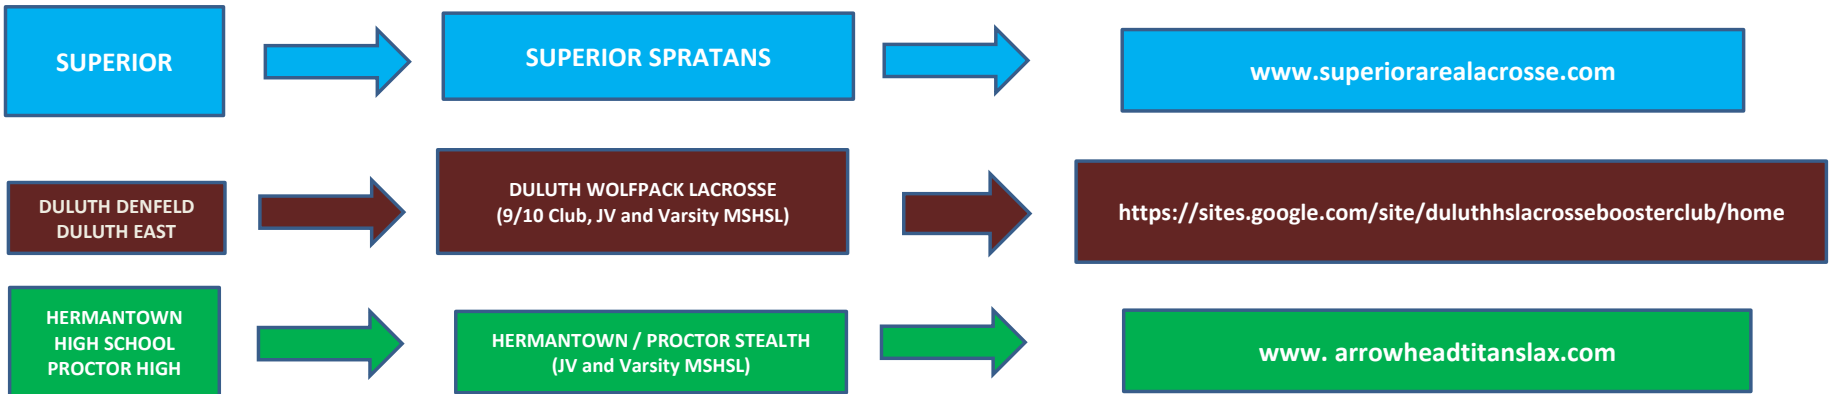 SUPERIOR
SUPERIOR SPRATANS
www.superiorarealacrosse.com
DULUTH DENFELD
DULUTH EAST
DULUTH WOLFPACK LACROSSE
(9/10 Club, JV and Varsity MSHSL)
https://sites.google.com/site/duluthhslacrosseboosterclub/home
HERMANTOWN
HIGH SCHOOL
PROCTOR HIGH
HERMANTOWN / PROCTOR STEALTH
(JV and Varsity MSHSL)
www. arrowheadtitanslax.com